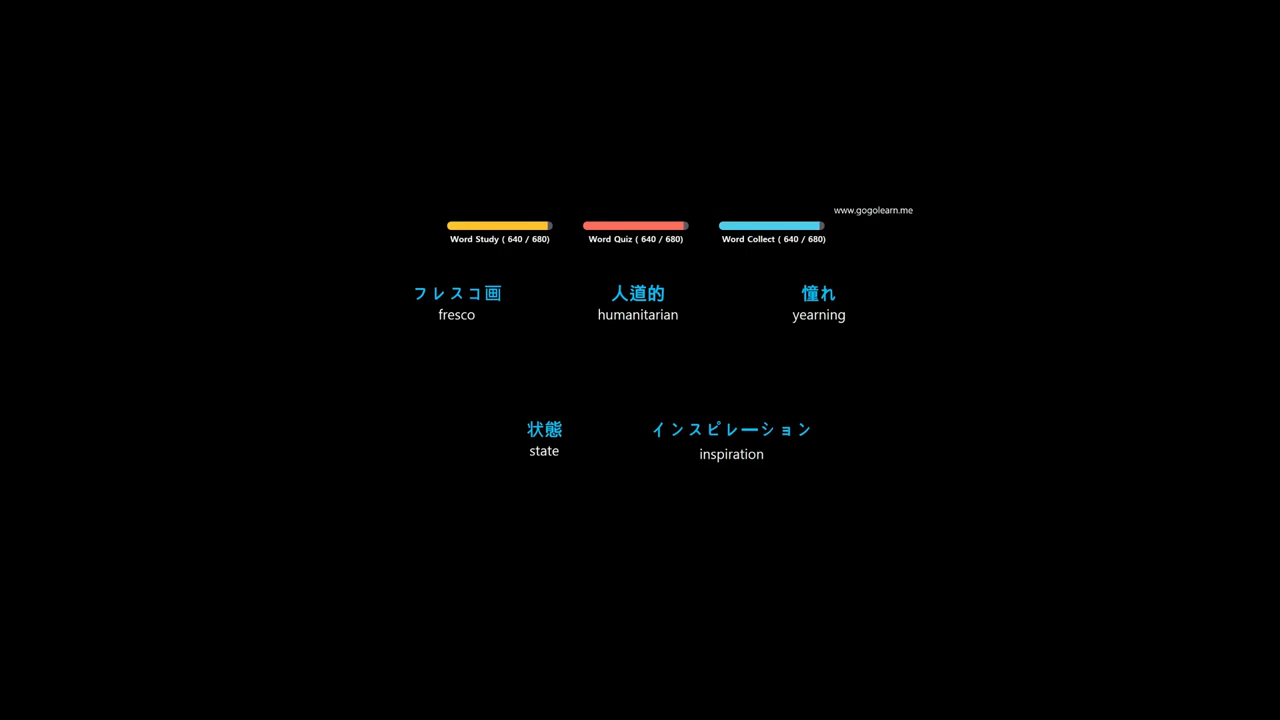 www.gogolearn.me
Word Study ( 640 / 680)
Word Quiz ( 640 / 680)
Word Collect ( 640 / 680)
フレスコ画
fresco
人道的
humanitarian
憧れ
yearning
状態
state
インスピレーション
inspiration